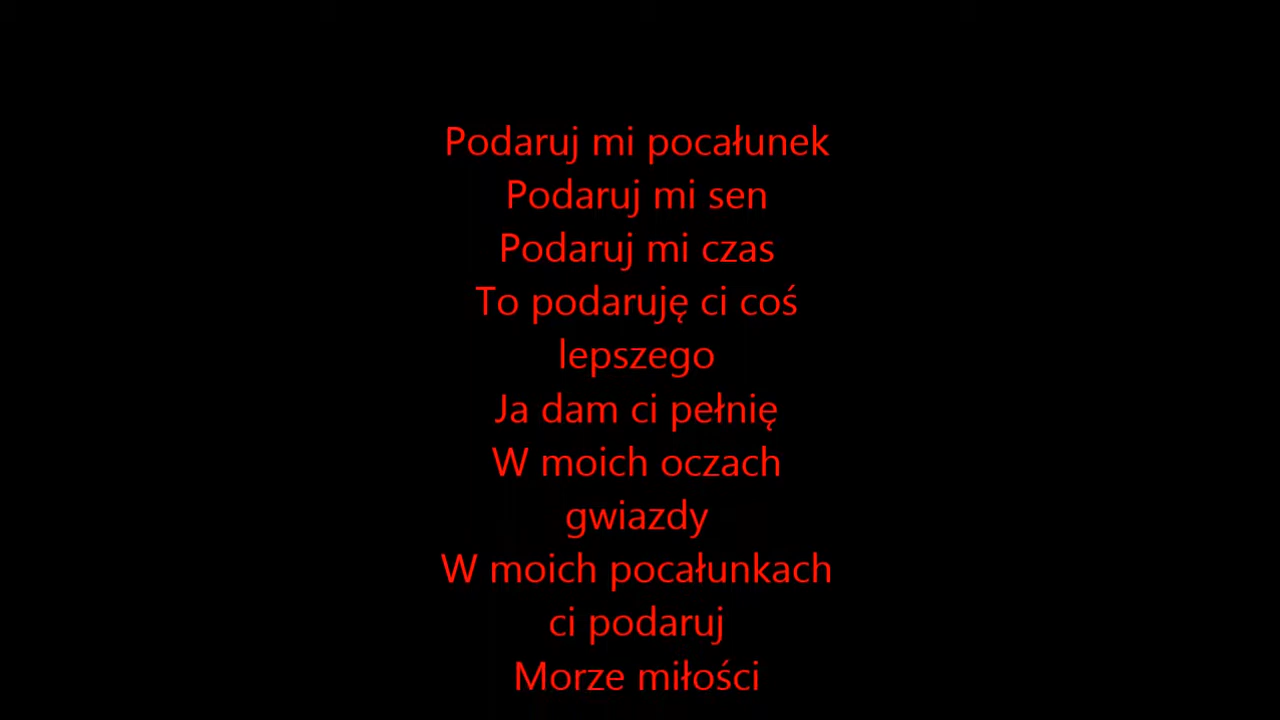 Podaruj mi pocałunek
Podaruj mi sen
Podaruj mi czas
To podaruję ci coś
lepszego
Ja dam ci pełnię
W moich oczach
gwiazdy
W moich pocałunkach
ci podaruj
Morze miłości